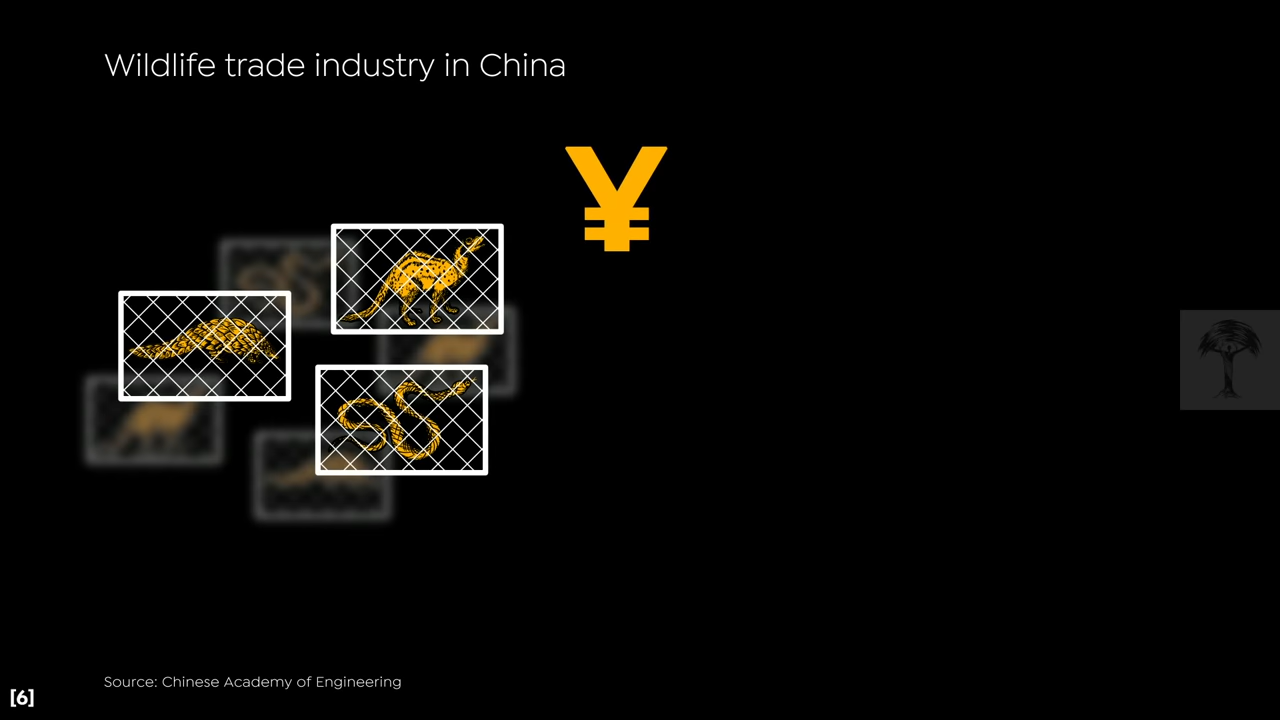 Wildlife trade industry in China
¥
Source: Chinese Academy of Engineering
[6]